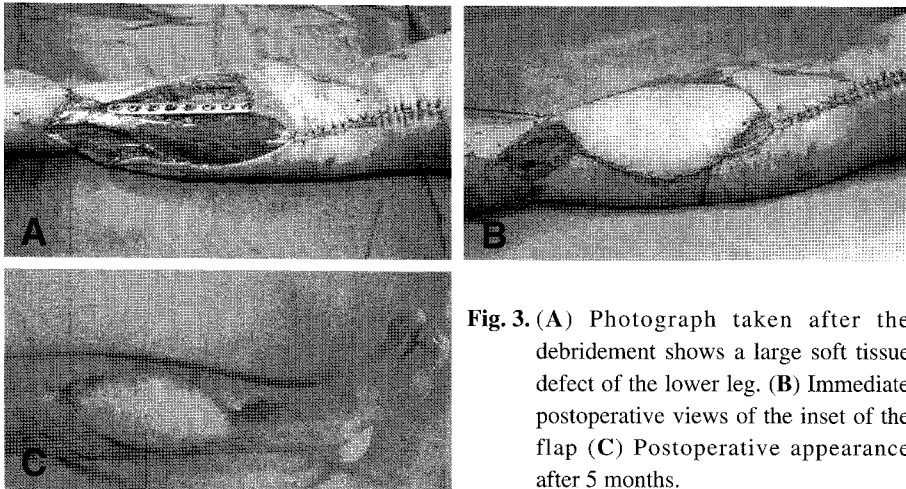 A
B
C
Fig. 3. (A) Photograph taken after the
debridement shows a large soft tissue
defect of the lower leg. (B) Immediate
postoperative views of the inset of the
flap (C) Postoperative appearance
after 5 months.